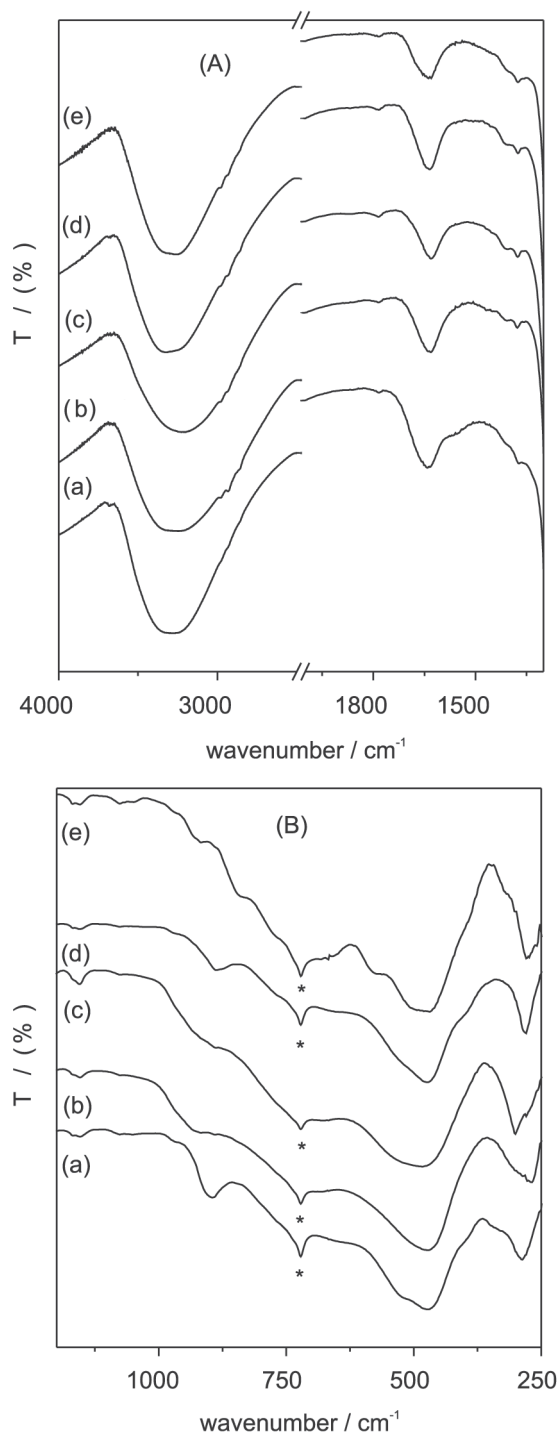 (A)
(e)
(d)
(c)
(b)
(a)
T / (%)
4000 3000 1800 1500
wavenumber / cm⁻¹
(B)
(e)
(d)
(c)
(b)
(a)
*
*
*
*
*
T / (%)
1000 750 500 250
wavenumber / cm⁻¹